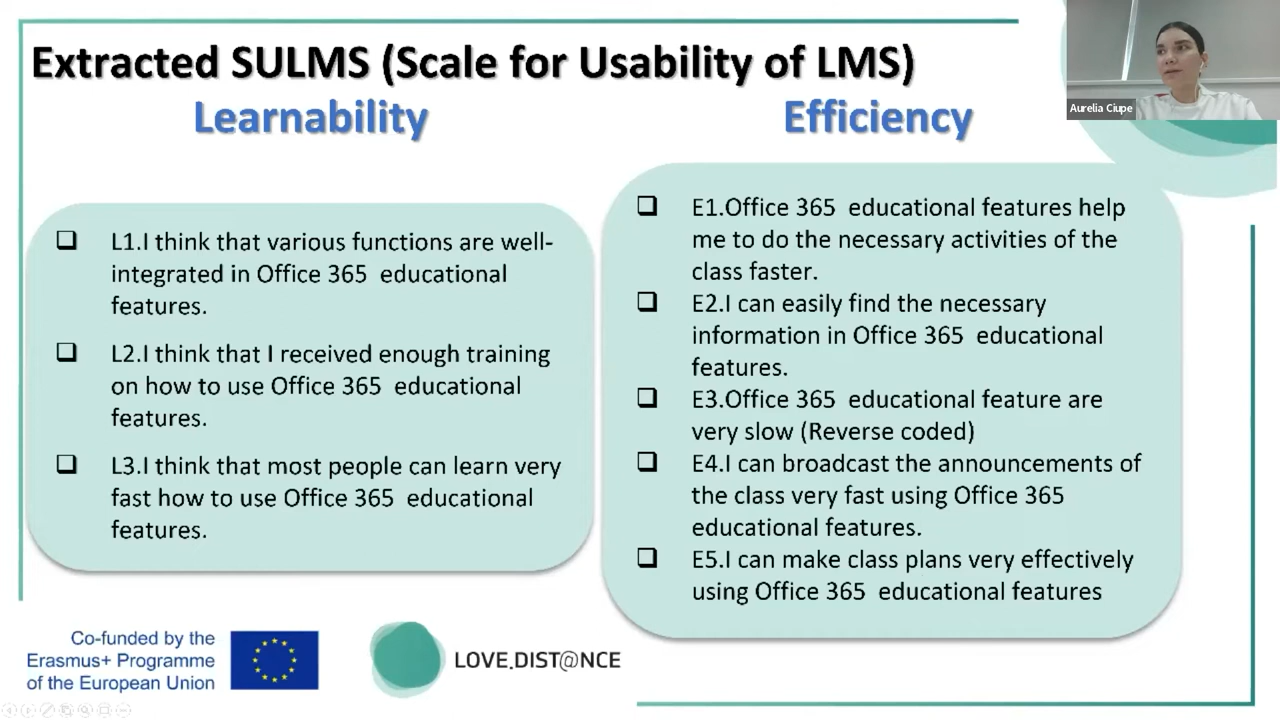 Extracted SULMS (Scale for Usability of LMS)
Learnability
Efficiency
Aurelia Ciupe
L1.I think that various functions are well-
integrated in Office 365 educational
features.
L2.I think that I received enough training
on how to use Office 365 educational
features.
L3.I think that most people can learn very
fast how to use Office 365 educational
features.
E1.Office 365 educational features help
me to do the necessary activities of the
class faster.
E2.I can easily find the necessary
information in Office 365 educational
features.
E3.Office 365 educational feature are
very slow (Reverse coded)
E4.I can broadcast the announcements of
the class very fast using Office 365
educational features.
E5.I can make class plans very effectively
using Office 365 educational features
Co-funded by the
Erasmus+ Programme
of the European Union
LOVE.DIST@NCE